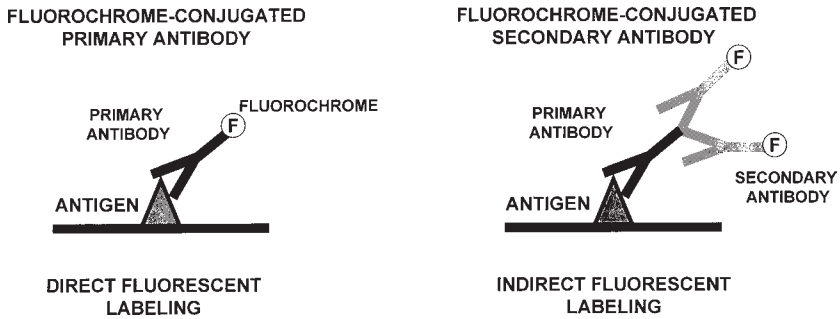 FLUOROCHROME-CONJUGATED
PRIMARY ANTIBODY
F
FLUOROCHROME
PRIMARY
ANTIBODY
ANTIGEN
DIRECT FLUORESCENT
LABELING
FLUOROCHROME-CONJUGATED
SECONDARY ANTIBODY
F
PRIMARY
ANTIBODY
F
SECONDARY
ANTIBODY
ANTIGEN
INDIRECT FLUORESCENT
LABELING